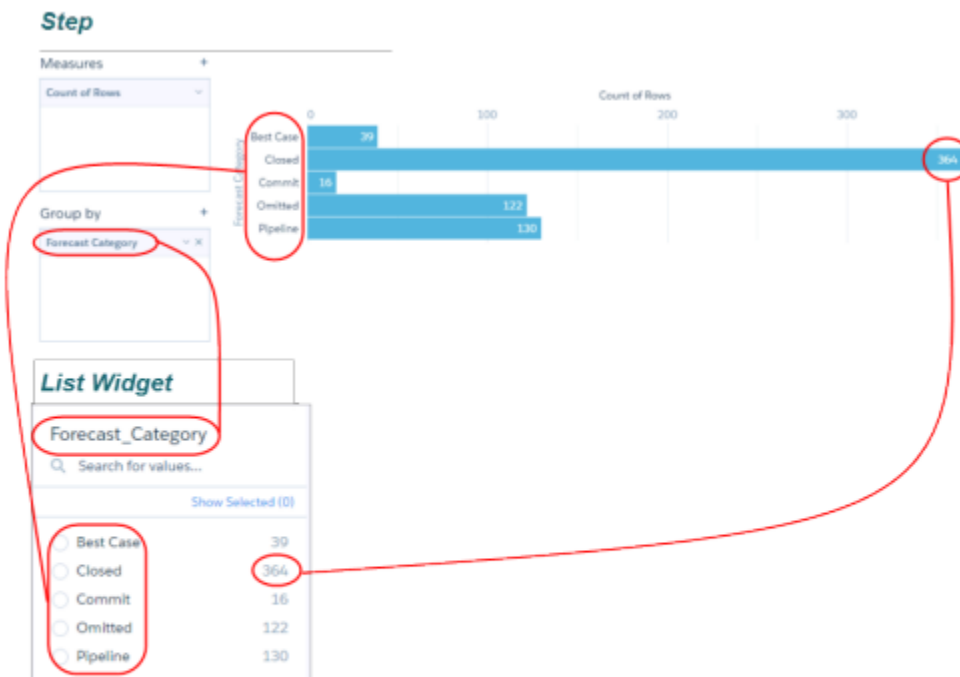 Step
Measures +
Count of Rows
Count of Rows
0 100 200 300
Forecast Category
Best Case 39
Closed 364
Commit 16
Omitted 122
Pipeline 130
Group by +
Forecast Category
List Widget
Forecast_Category
Search for values...
Show Selected (0)
Best Case 39
Closed 364
Commit 16
Omitted 122
Pipeline 130